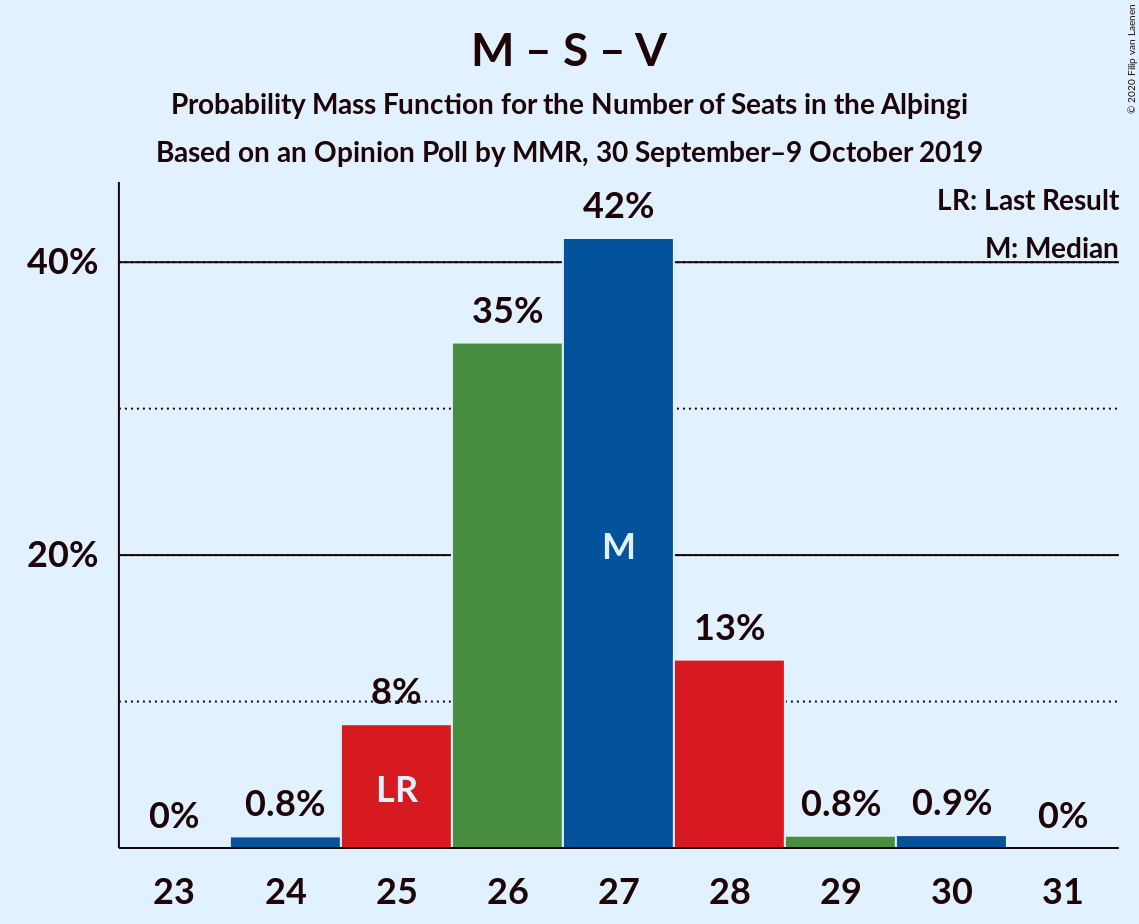 M – S – V
Probability Mass Function for the Number of Seats in the Alþingi
Based on an Opinion Poll by MMR, 30 September–9 October 2019
© 2020 Filip van Laenen
LR: Last Result
M: Median
42%
40%
35%
M
20%
13%
8%
LR
0%
0.8%
0.8%
0.9%
0%
23 24 25 26 27 28 29 30 31